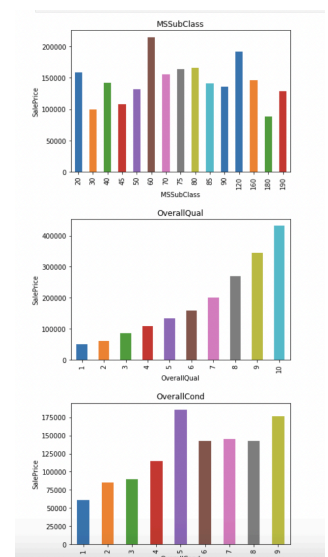 MSSubClass
200000
150000
100000
50000
0
SalePrice
20 30 40 45 50 60 70 75 80 85 90 120 160 180 190
MSSubClass
OverallQual
400000
300000
200000
100000
0
SalePrice
1 2 3 4 5 6 7 8 9 10
OverallQual
OverallCond
175000
150000
125000
100000
75000
50000
25000
0
SalePrice
1 2 3 4 5 6 7 8 9